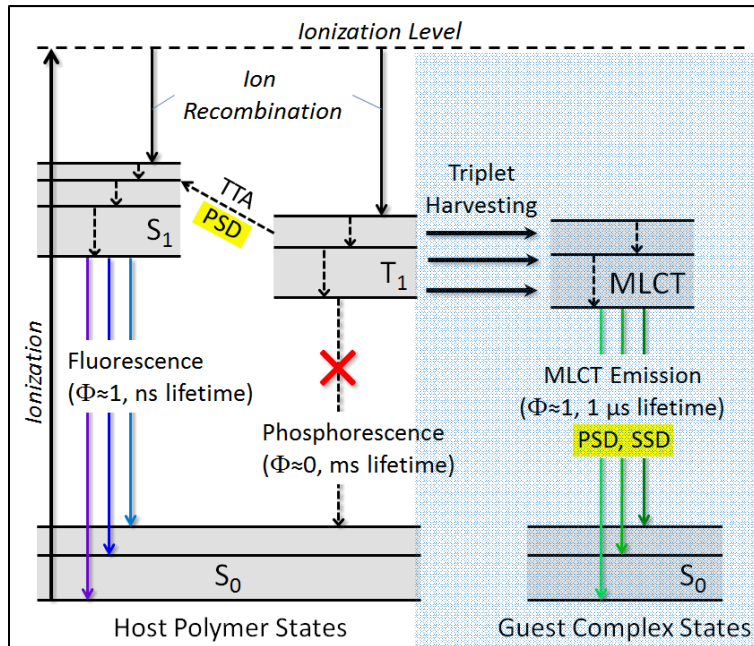 Ionization Level
Ion
Recombination
Ionization
TTA
PSD
S1
T1
Triplet
Harvesting
MLCT
Fluorescence
(Φ≈1, ns lifetime)
Phosphorescence
(Φ≈0, ms lifetime)
MLCT Emission
(Φ≈1, 1 µs lifetime)
PSD, SSD
S0
S0
Host Polymer States
Guest Complex States